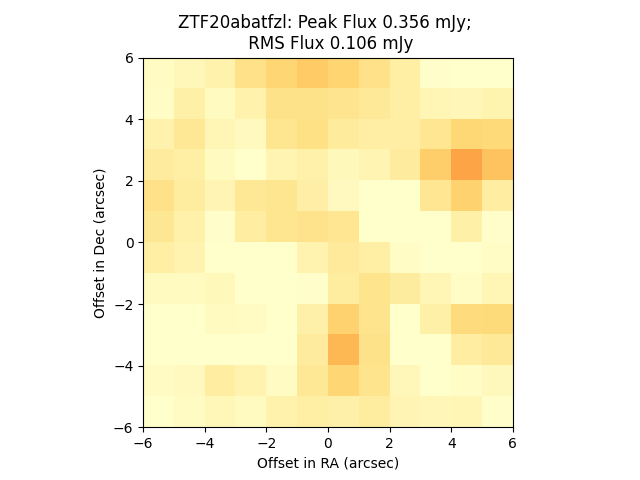 ZTF20abatfzl: Peak Flux 0.356 mJy;
RMS Flux 0.106 mJy
6
4
2
0
−2
−4
−6
Offset in Dec (arcsec)
−6 −4 −2 0 2 4 6
Offset in RA (arcsec)